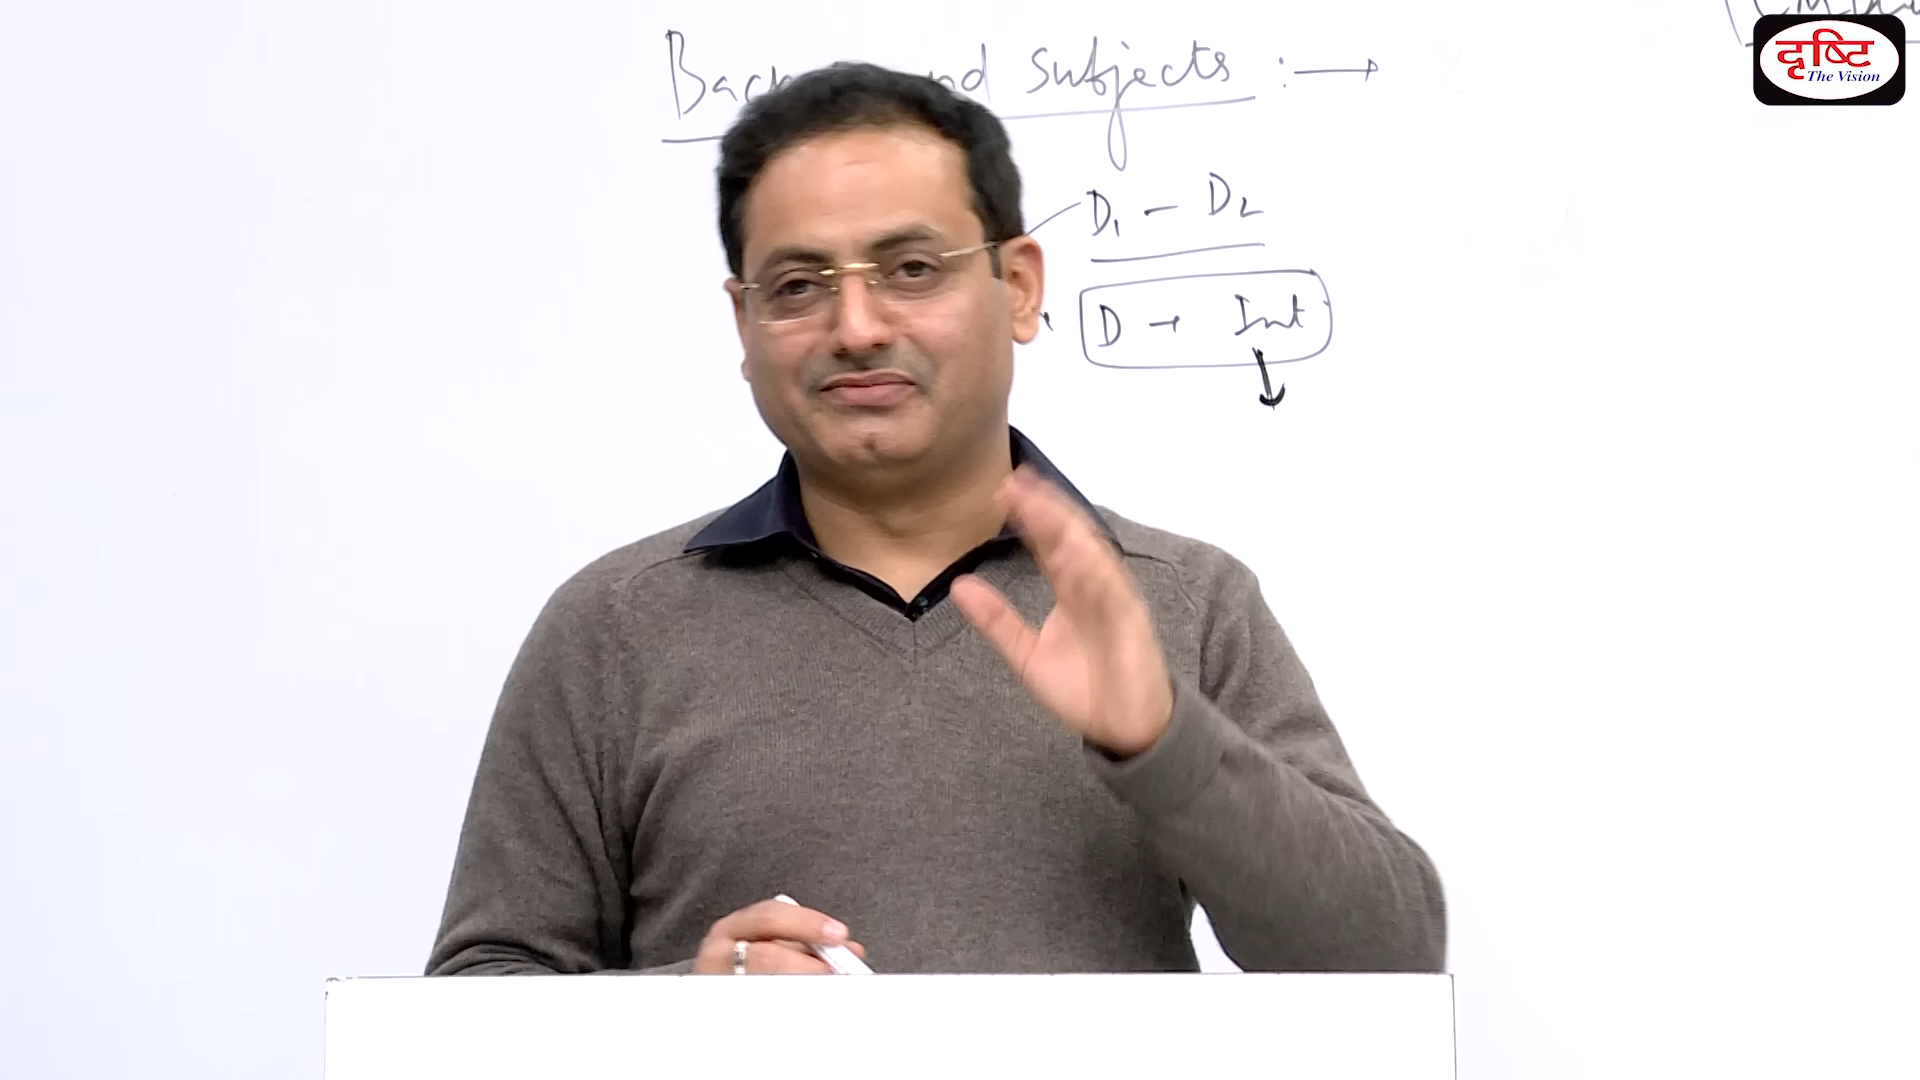 subjects :→
दृष्टि
The Vision
D₁ – D₂
D → Int